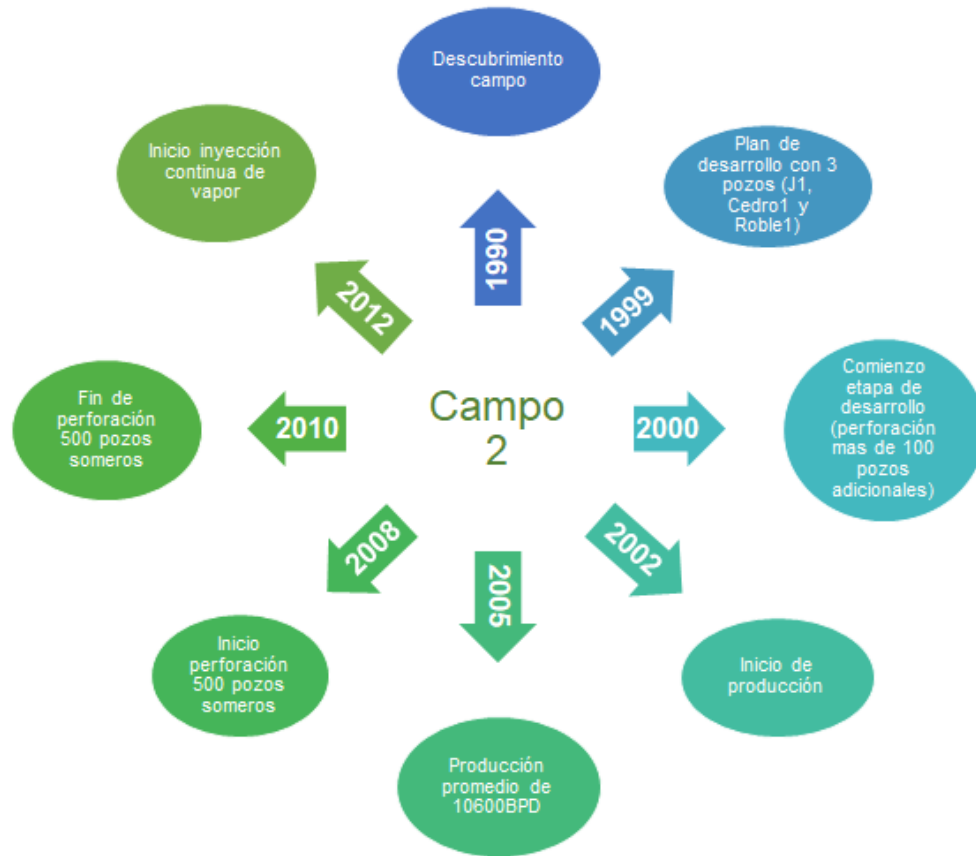 Descubrimiento
campo
1990
Plan de
desarrollo con 3
pozos (J1,
Cedro1 y
Roble1)
1999
Comienzo
etapa de
desarrollo
(perforación
mas de 100
pozos
adicionales)
2000
Inicio de
producción
2002
Producción
promedio de
10600BPD
2005
Inicio
perforación
500 pozos
someros
2008
Fin de
perforación
500 pozos
someros
2010
Inicio inyección
continua de
vapor
2012
Campo
2